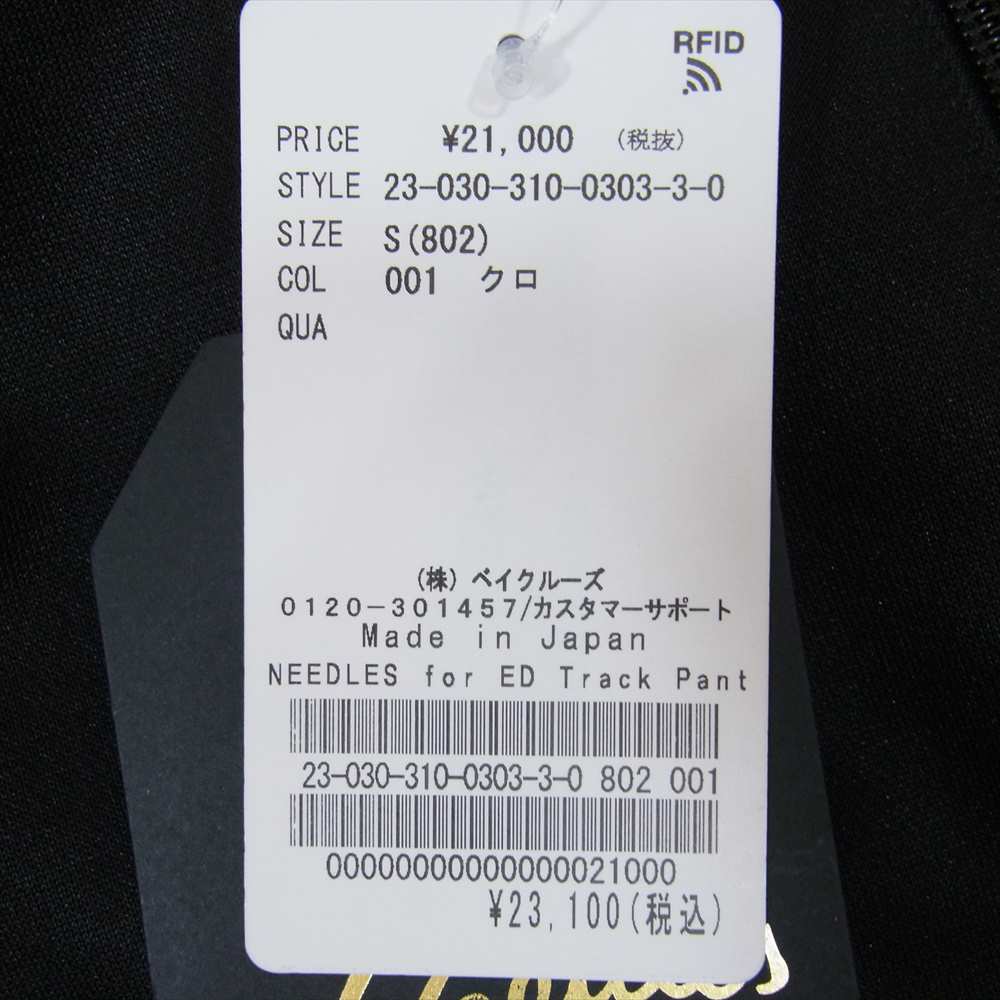 RFID
PRICE ¥21,000 (税抜)
STYLE 23-030-310-0303-3-0
SIZE S(802)
COL 001 クロ
QUA
(株) ベイクルーズ
0120-301457/カスタマーサポート
Made in Japan
NEEDLES for ED Track Pant
23-030-310-0303-3-0 802 001
00000000000000021000
¥23,100(税込)